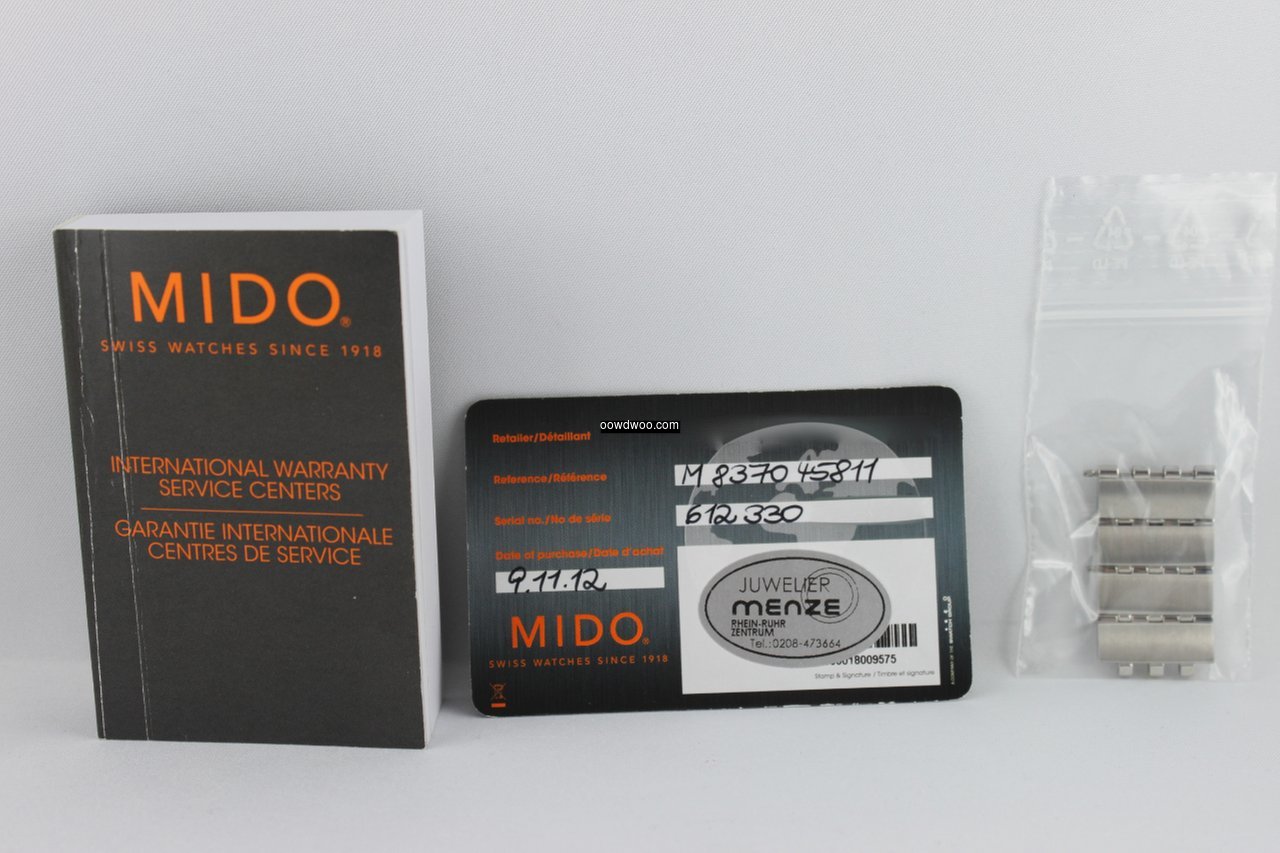 MIDO®
SWISS WATCHES SINCE 1918
INTERNATIONAL WARRANTY
SERVICE CENTERS
GARANTIE INTERNATIONALE
CENTRES DE SERVICE
oowdwoo.com
Retailer/Détaillant
Reference/Référence
M 8370 45811
Serial no./No de série
612 330
Date of purchase/Date d'achat
9.11.12
MIDO®
SWISS WATCHES SINCE 1918
JUWELIER
MENZE
RHEIN-RUHR
ZENTRUM
Tel.:0208-473664
0018009575
Stamp & Signature / Timbre et signature